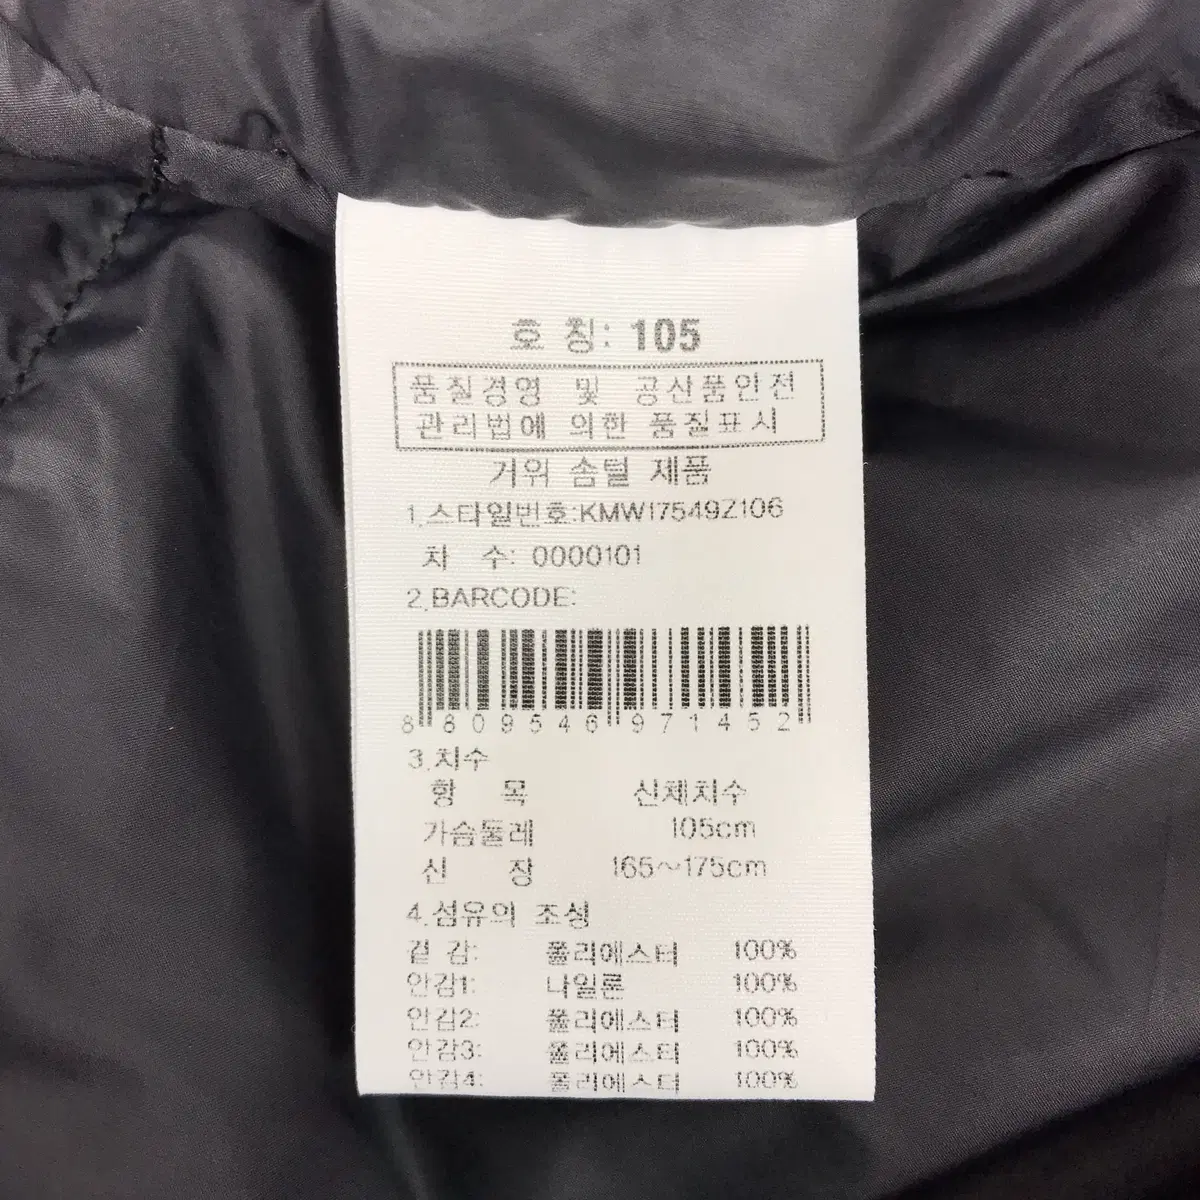 호 칭: 105
품질경영 및 공산품안전
관리법에 의한 품질표시
거위 솜털 제품
1.스타일번호:KMW17549Z106
차 수: 0000101
2.BARCODE:
8 809546 971452
3.치수
항 목 신체치수
가슴둘레 105cm
신 장 165~175cm
4.섬유의 조성
겉 감: 폴리에스터 100%
안감1: 나일론 100%
안감2: 폴리에스터 100%
안감3: 폴리에스터 100%
안감4: 폴리에스터 100%